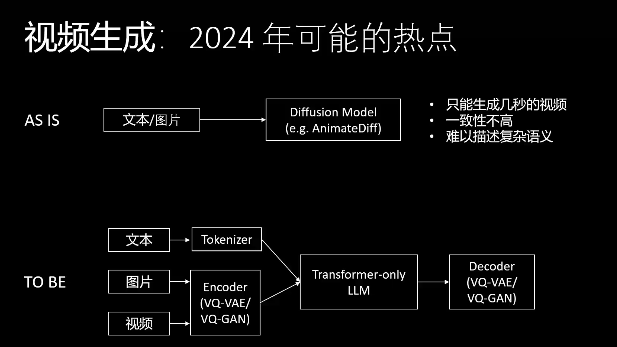 视频生成：2024 年可能的热点
AS IS
文本/图片
Diffusion Model
(e.g. AnimateDiff)
• 只能生成几秒的视频
• 一致性不高
• 难以描述复杂语义
TO BE
文本
Tokenizer
图片
视频
Encoder
(VQ-VAE/
VQ-GAN)
Transformer-only
LLM
Decoder
(VQ-VAE/
VQ-GAN)